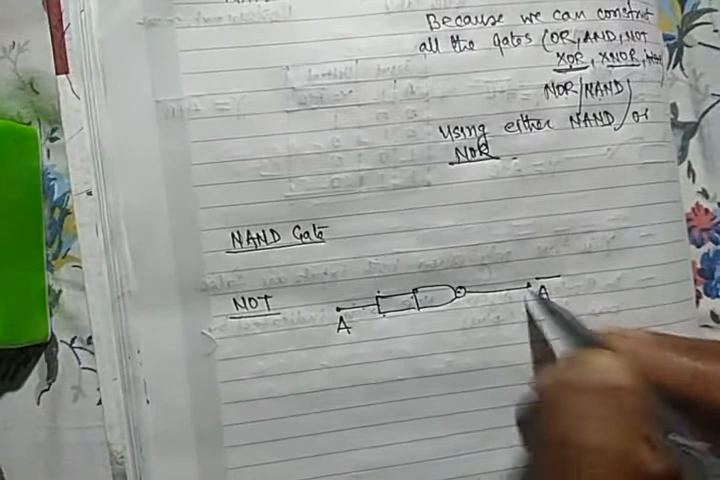 Because we can construct
all the gates (OR, AND, NOT
XOR, XNOR,
NOR/NAND)
using either NAND or
NOR.
NAND Gate
NOT
A
A̅